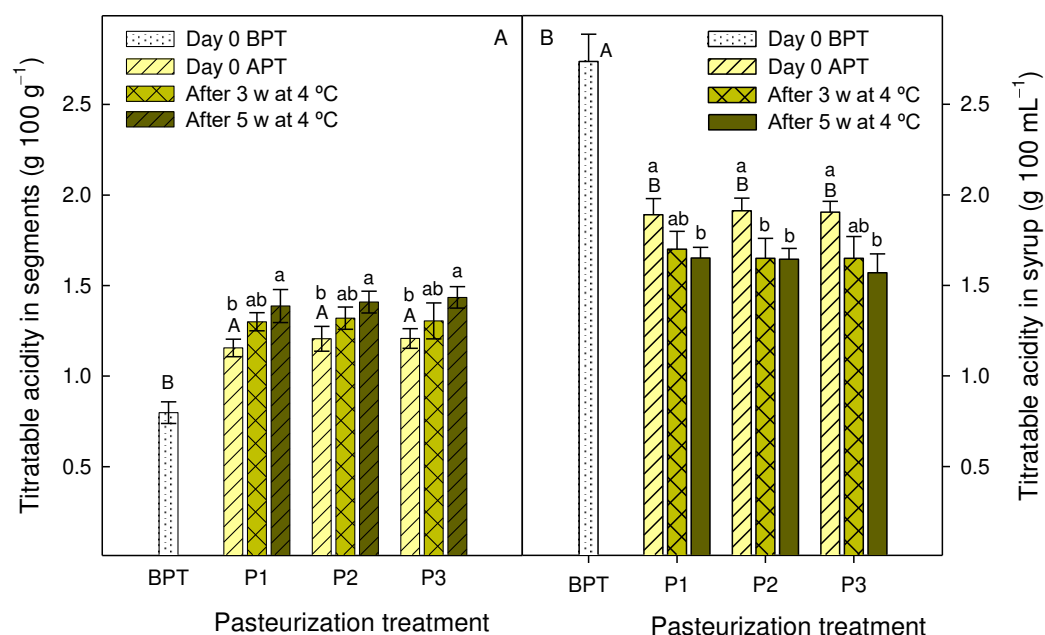 Titratable acidity in segments (g 100 g⁻¹)
2.5
2.0
1.5
1.0
0.5
Day 0 BPT
Day 0 APT
After 3 w at 4 ºC
After 5 w at 4 ºC
A
B
b
A
ab
a
b
A
ab
a
b
A
ab
a
BPT
P1
P2
P3
Pasteurization treatment
B
Day 0 BPT
Day 0 APT
After 3 w at 4 ºC
After 5 w at 4 ºC
A
a
B
ab
b
a
B
b
b
a
B
ab
b
BPT
P1
P2
P3
Pasteurization treatment
2.5
2.0
1.5
1.0
0.5
Titratable acidity in syrup (g 100 mL⁻¹)